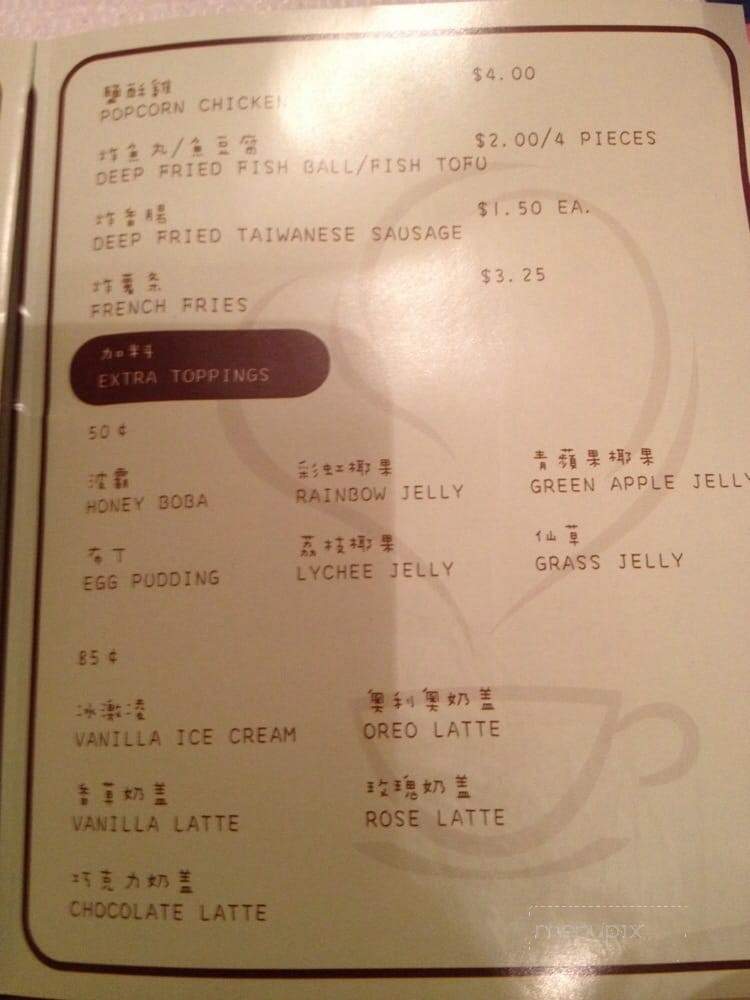 鹽酥雞 $4.00
POPCORN CHICKEN
炸魚丸/魚豆腐 $2.00/4 PIECES
DEEP FRIED FISH BALL/FISH TOFU
炸香腸 $1.50 EA.
DEEP FRIED TAIWANESE SAUSAGE
炸薯条 $3.25
FRENCH FRIES
加料
EXTRA TOPPINGS
50¢
波霸 彩虹椰果 青蘋果椰果
HONEY BOBA RAINBOW JELLY GREEN APPLE JELLY
布丁 荔枝椰果 仙草
EGG PUDDING LYCHEE JELLY GRASS JELLY
85¢
冰激凌 奧利奧奶蓋
VANILLA ICE CREAM OREO LATTE
香草奶蓋 玫瑰奶蓋
VANILLA LATTE ROSE LATTE
巧克力奶蓋
CHOCOLATE LATTE
menupix